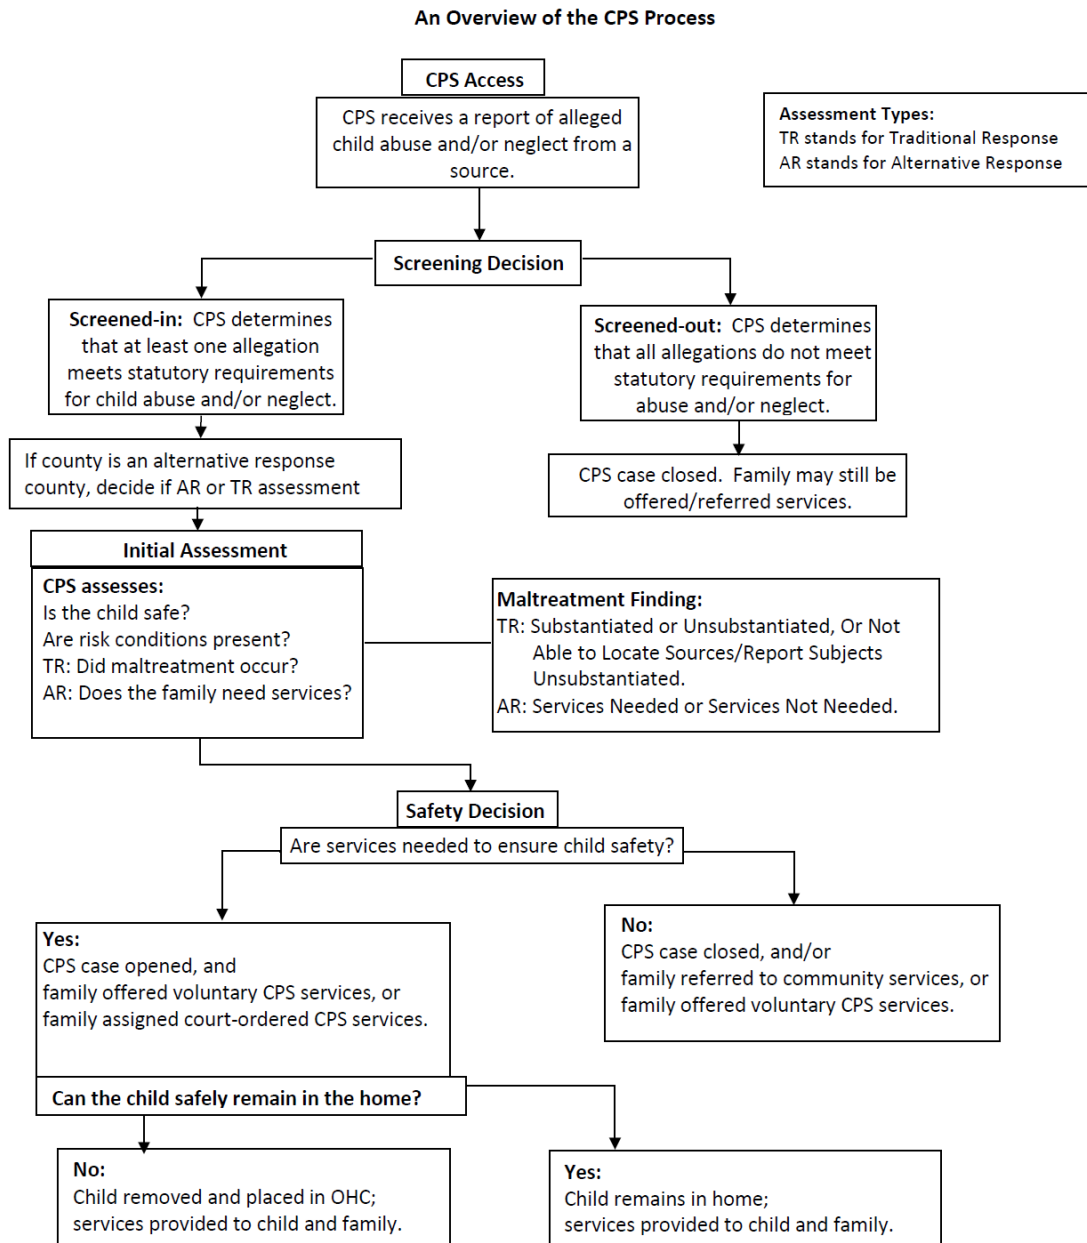 An Overview of the CPS Process
CPS Access
CPS receives a report of alleged
child abuse and/or neglect from a
source.
Assessment Types:
TR stands for Traditional Response
AR stands for Alternative Response
Screening Decision
Screened-in: CPS determines
that at least one allegation
meets statutory requirements
for child abuse and/or neglect.
Screened-out: CPS determines
that all allegations do not meet
statutory requirements for
abuse and/or neglect.
If county is an alternative response
county, decide if AR or TR assessment
CPS case closed. Family may still be
offered/referred services.
Initial Assessment
CPS assesses:
Is the child safe?
Are risk conditions present?
TR: Did maltreatment occur?
AR: Does the family need services?
Maltreatment Finding:
TR: Substantiated or Unsubstantiated, Or Not
Able to Locate Sources/Report Subjects
Unsubstantiated.
AR: Services Needed or Services Not Needed.
Safety Decision
Are services needed to ensure child safety?
Yes:
CPS case opened, and
family offered voluntary CPS services, or
family assigned court-ordered CPS services.
No:
CPS case closed, and/or
family referred to community services, or
family offered voluntary CPS services.
Can the child safely remain in the home?
No:
Child removed and placed in OHC;
services provided to child and family.
Yes:
Child remains in home;
services provided to child and family.